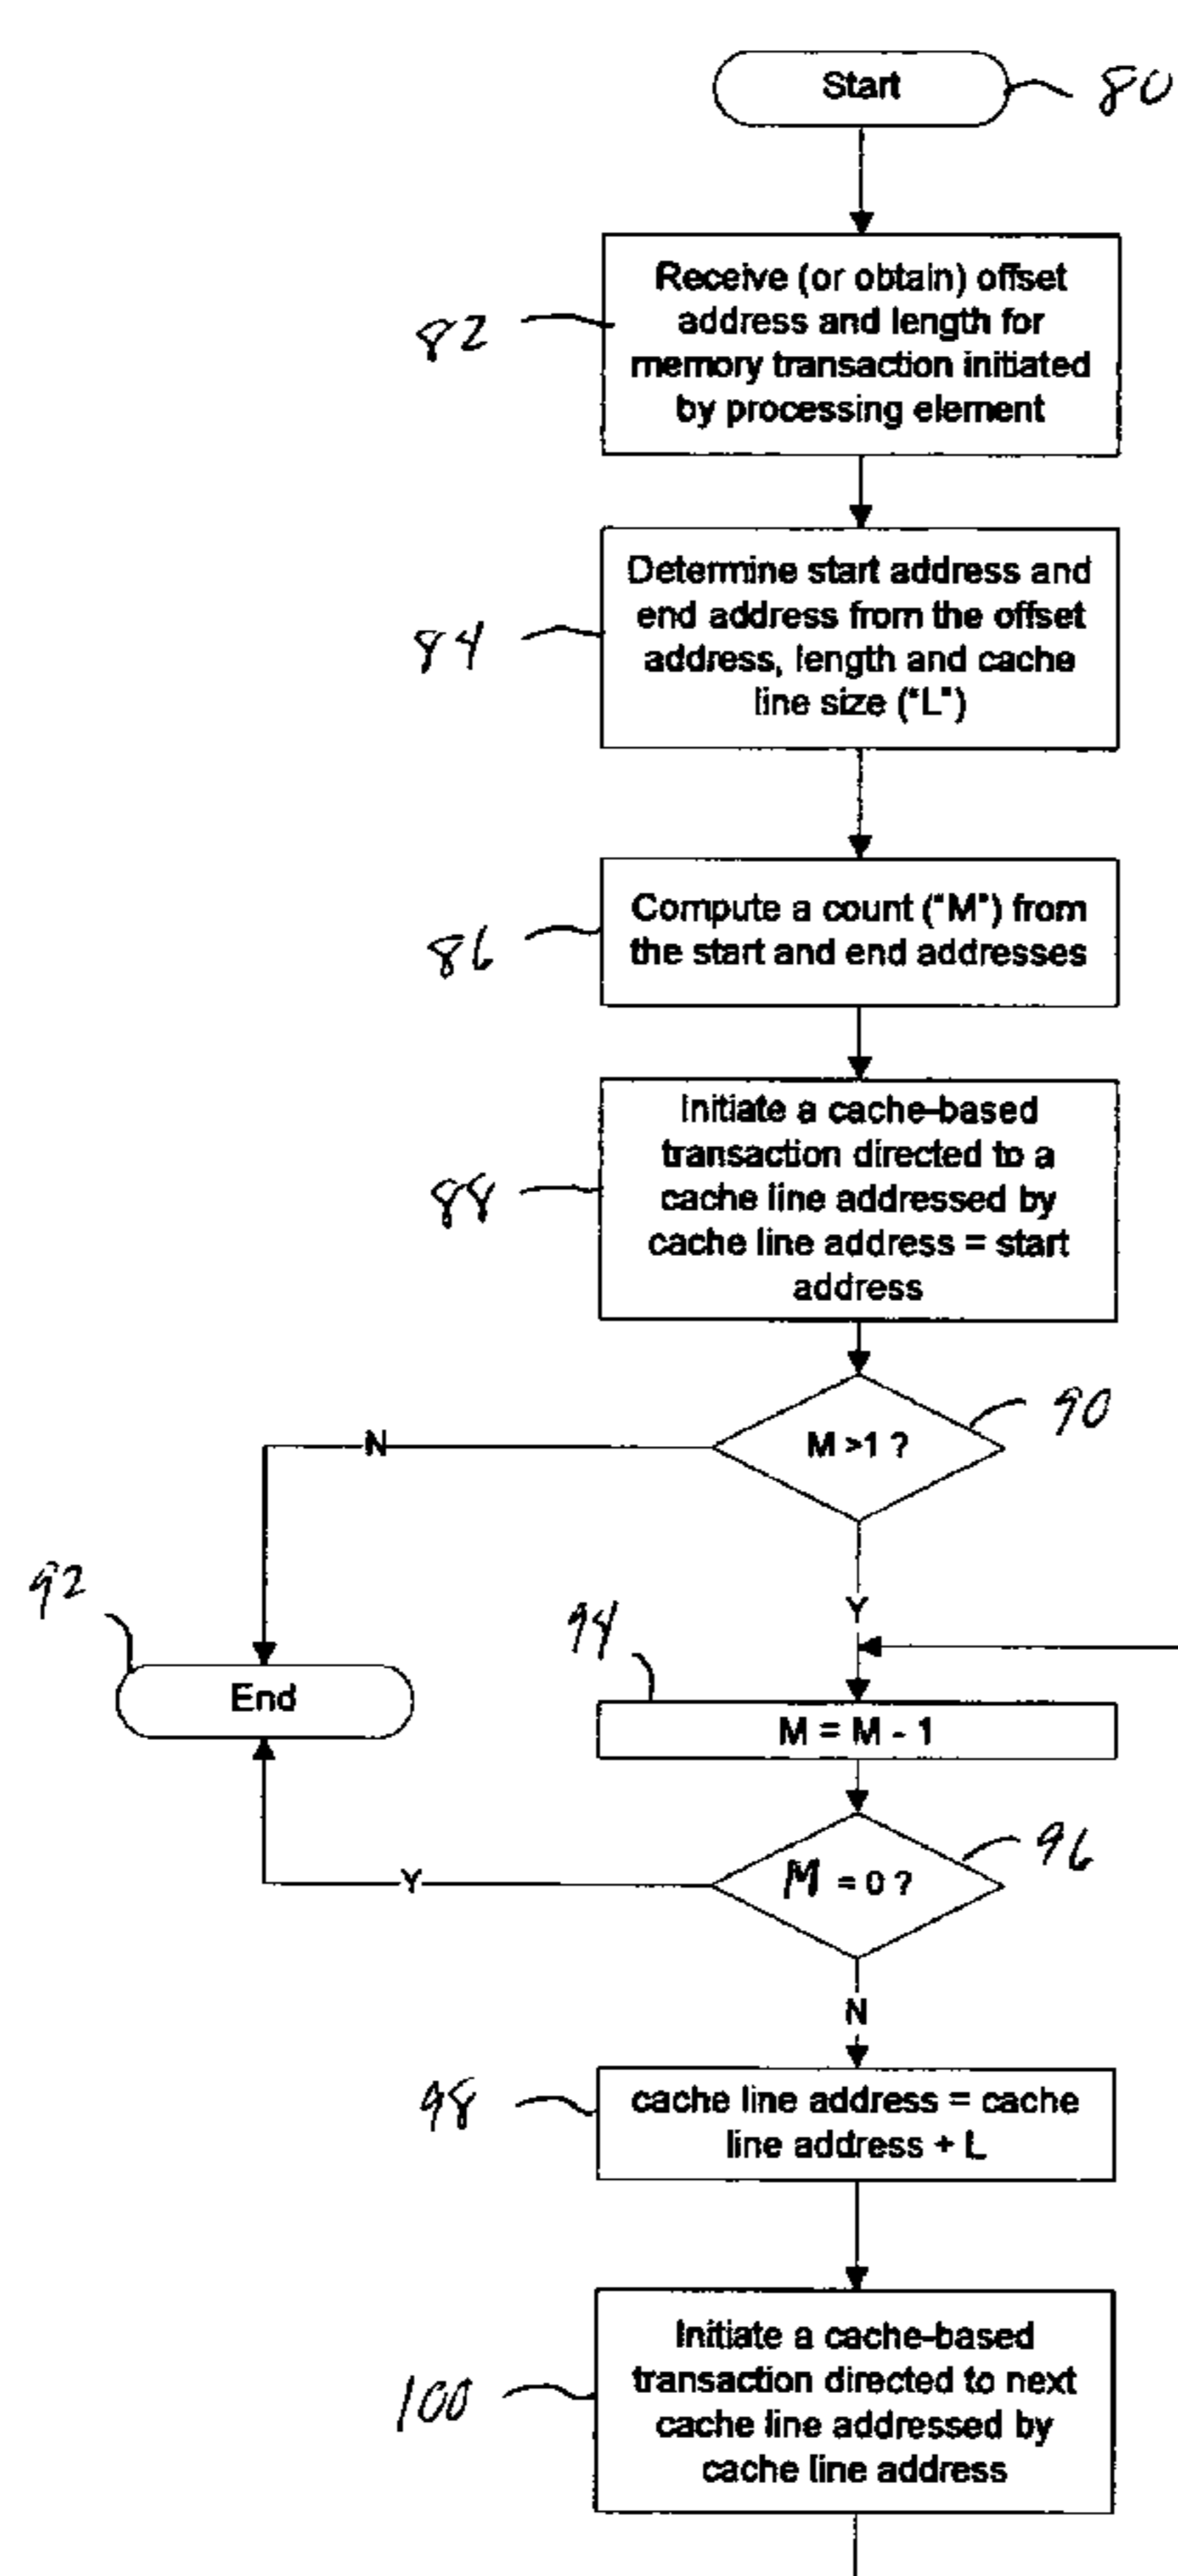 Start
80
Receive (or obtain) offset
address and length for
memory transaction initiated
by processing element
82
Determine start address and
end address from the offset
address, length and cache
line size ("L")
84
Compute a count ("M") from
the start and end addresses
86
Initiate a cache-based
transaction directed to a
cache line addressed by
cache line address = start
address
88
M >1 ?
90
N
Y
92
End
94
M = M - 1
M = 0 ?
96
Y
N
98
cache line address = cache
line address + L
100
Initiate a cache-based
transaction directed to next
cache line addressed by
cache line address